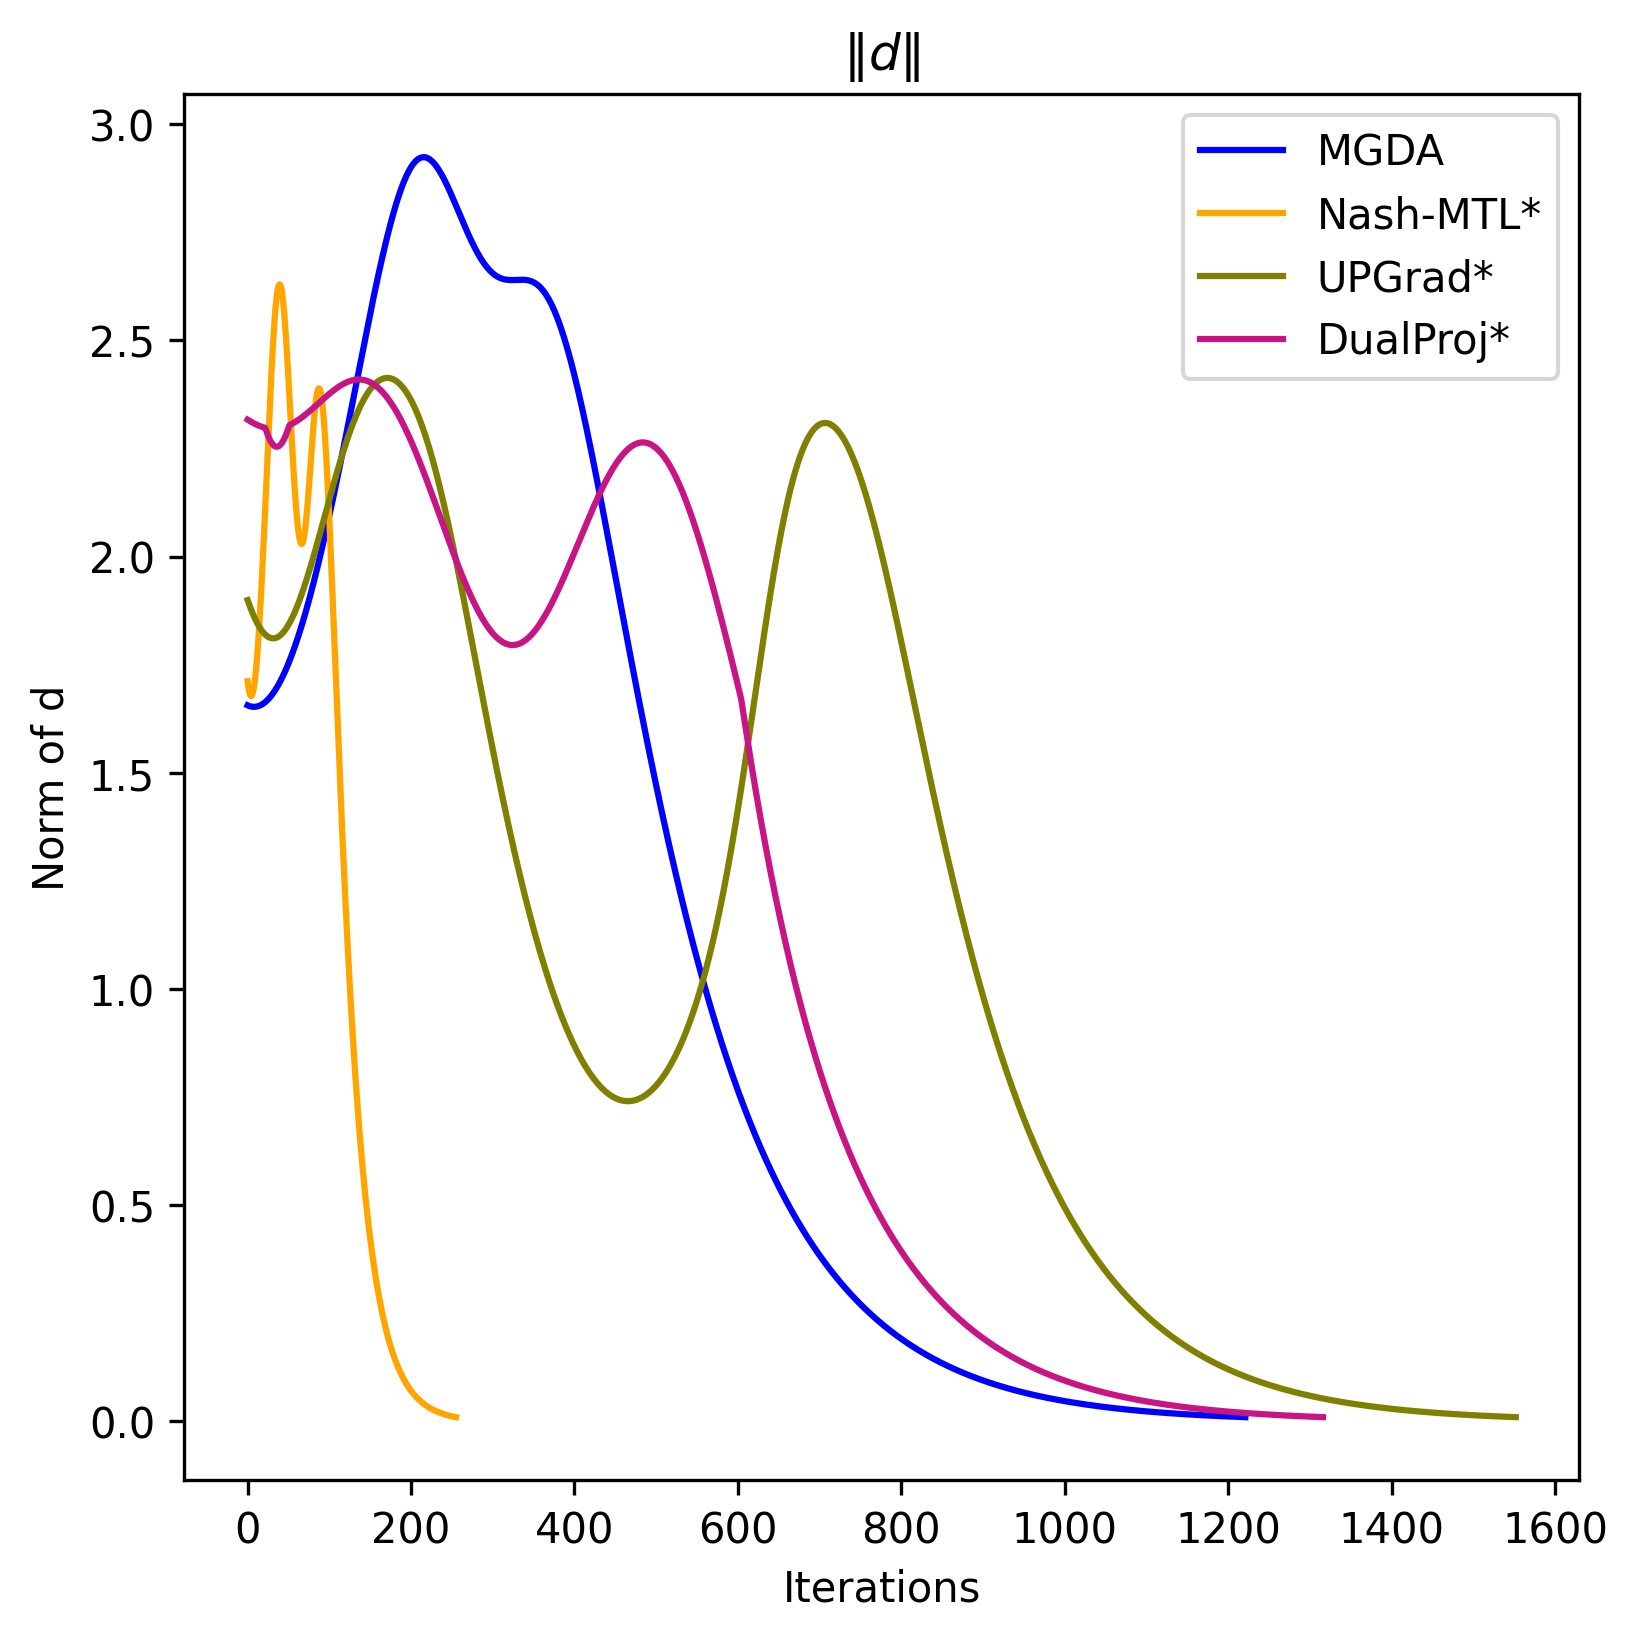 ‖d‖
3.0
2.5
2.0
1.5
1.0
0.5
0.0
Norm of d
MGDA
Nash-MTL*
UPGrad*
DualProj*
0 200 400 600 800 1000 1200 1400 1600
Iterations